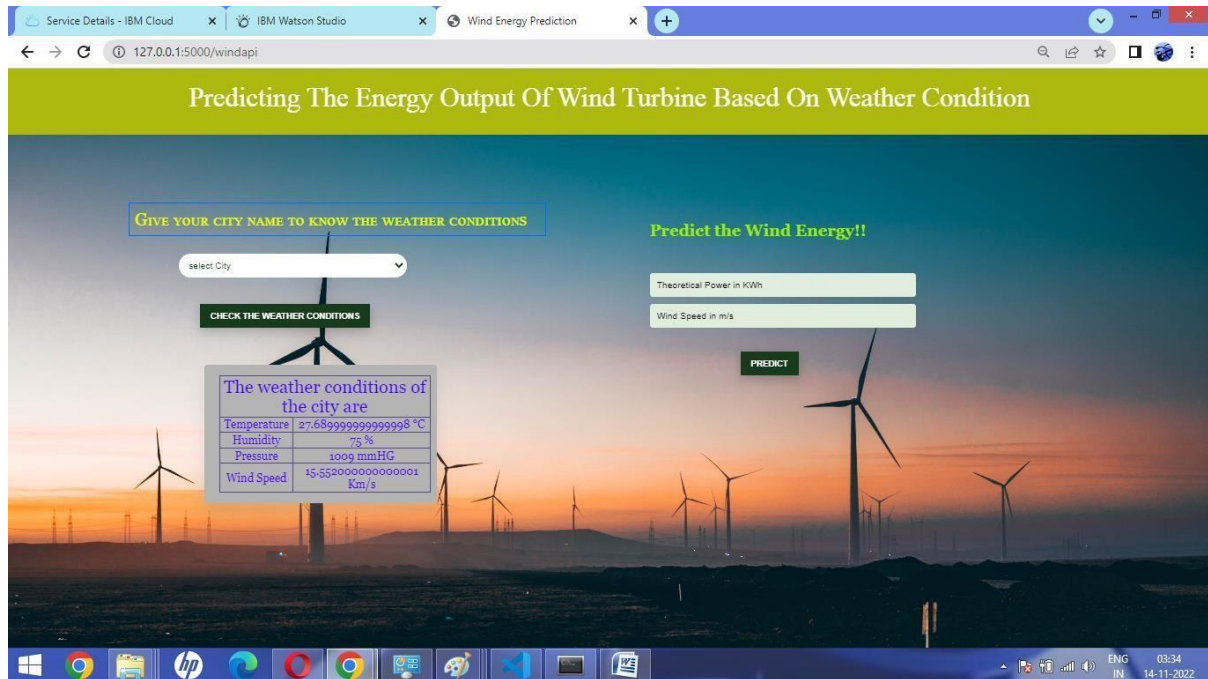 Service Details - IBM Cloud
IBM Watson Studio
Wind Energy Prediction
127.0.0.1:5000/windapi
Predicting The Energy Output Of Wind Turbine Based On Weather Condition
Give your city name to know the weather conditions
select City
CHECK THE WEATHER CONDITIONS
The weather conditions of
the city are
Temperature 27.689999999999998 °C
Humidity 75 %
Pressure 1009 mmHG
Wind Speed 15.552000000000001
Km/s
Predict the Wind Energy!!
Theoretical Power in KWh
Wind Speed in m/s
PREDICT
hp
ENG 03:34
IN 14-11-2022